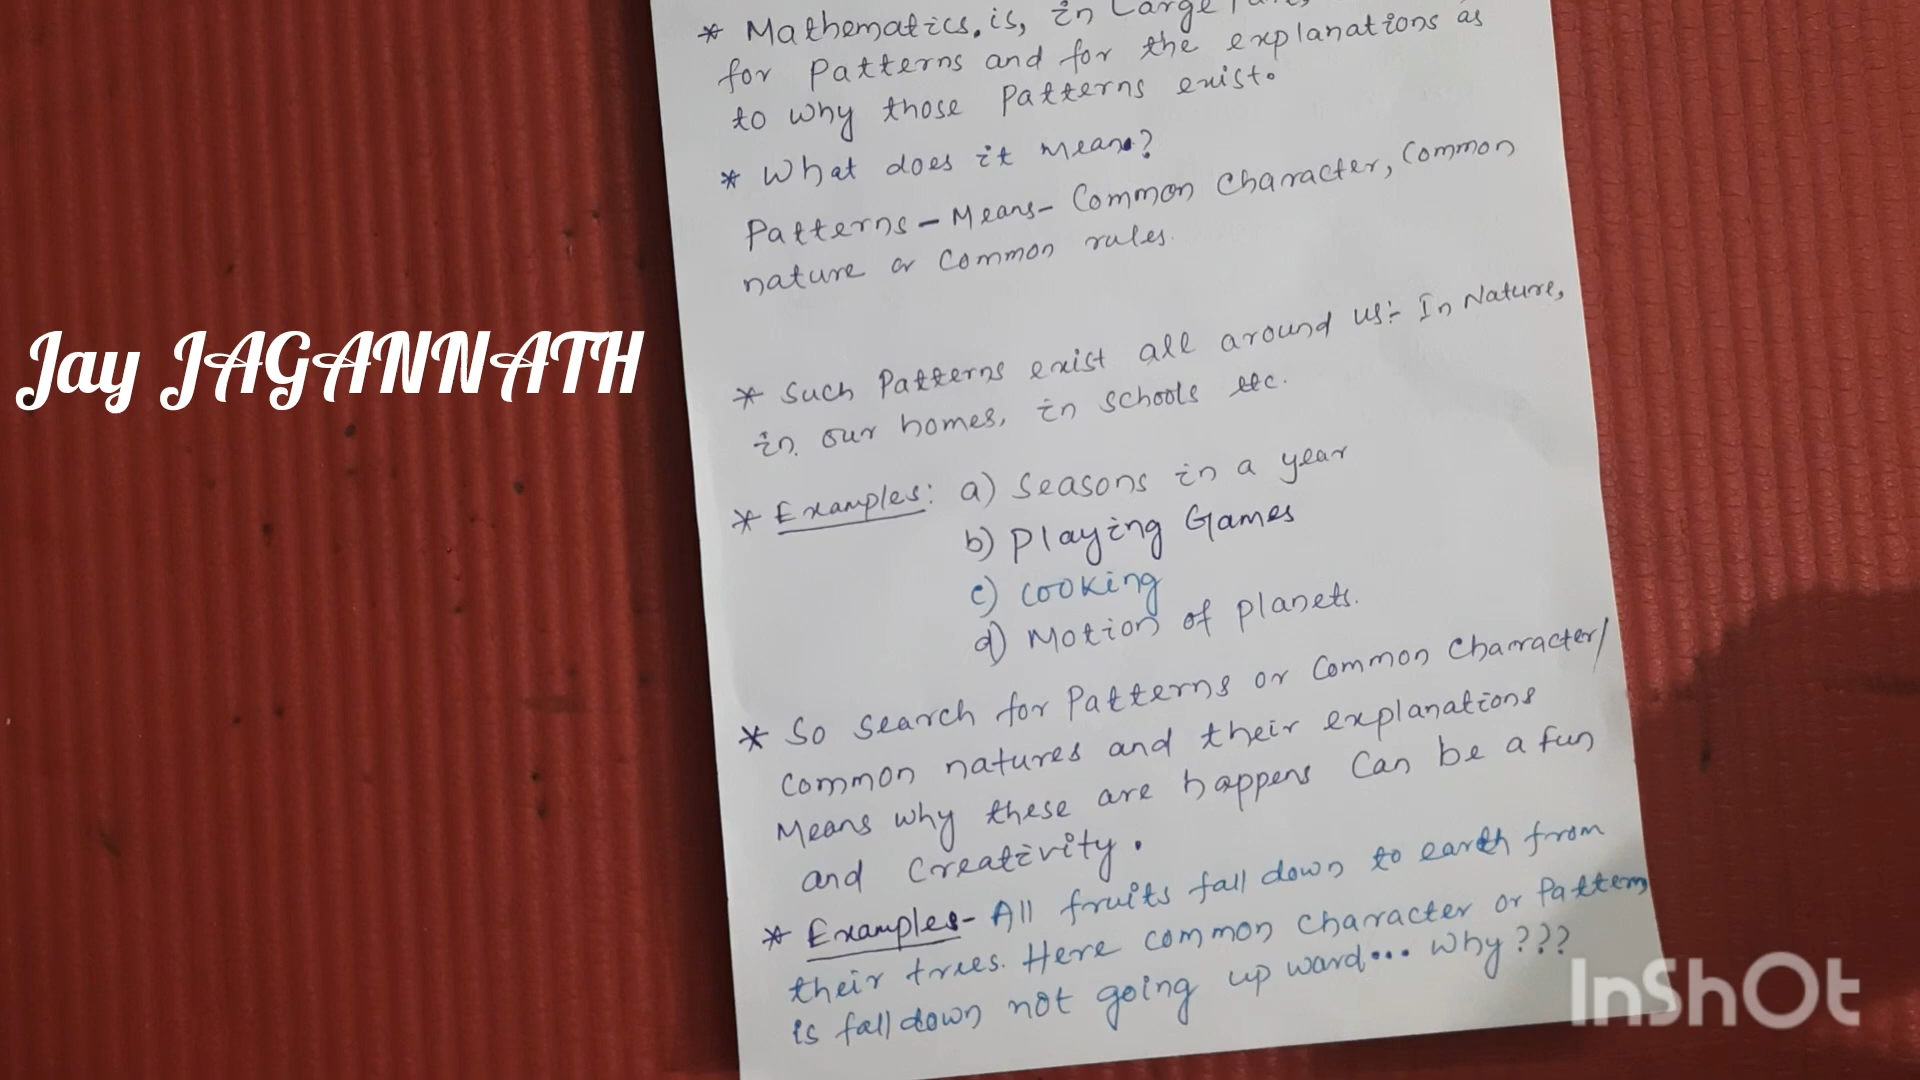 * Mathematics, is, in Large
for Patterns and for the explanations as
to why those Patterns exist.
* What does it mean?
Patterns - Means - Common Character, Common
nature or Common rules.
Jay JAGANNATH
* Such Patterns exist all around us:- In Nature,
in our homes, in schools etc.
* Examples: a) Seasons in a year
b) Playing Games
c) Cooking
d) Motion of planets.
* So search for Patterns or Common Character/
Common natures and their explanations
Means why these are happens Can be a fun
and Creativity.
* Examples - All fruits fall down to earth from
their trees. Here common character or Pattern
is fall down not going up ward... Why???
InShOt